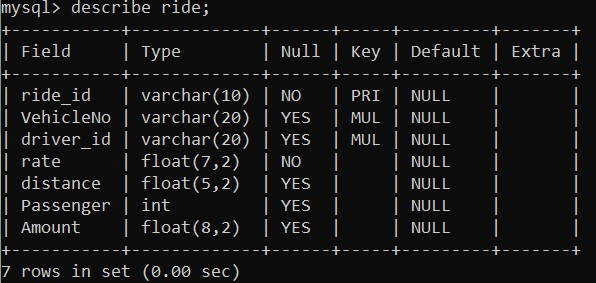 mysql> describe ride;
+-----------+-------------+------+-----+---------+-------+
| Field     | Type        | Null | Key | Default | Extra |
+-----------+-------------+------+-----+---------+-------+
| ride_id   | varchar(10) | NO   | PRI | NULL    |       |
| VehicleNo | varchar(20) | YES  | MUL | NULL    |       |
| driver_id | varchar(20) | YES  | MUL | NULL    |       |
| rate      | float(7,2)  | NO   |     | NULL    |       |
| distance  | float(5,2)  | YES  |     | NULL    |       |
| Passenger | int         | YES  |     | NULL    |       |
| Amount    | float(8,2)  | YES  |     | NULL    |       |
+-----------+-------------+------+-----+---------+-------+
7 rows in set (0.00 sec)